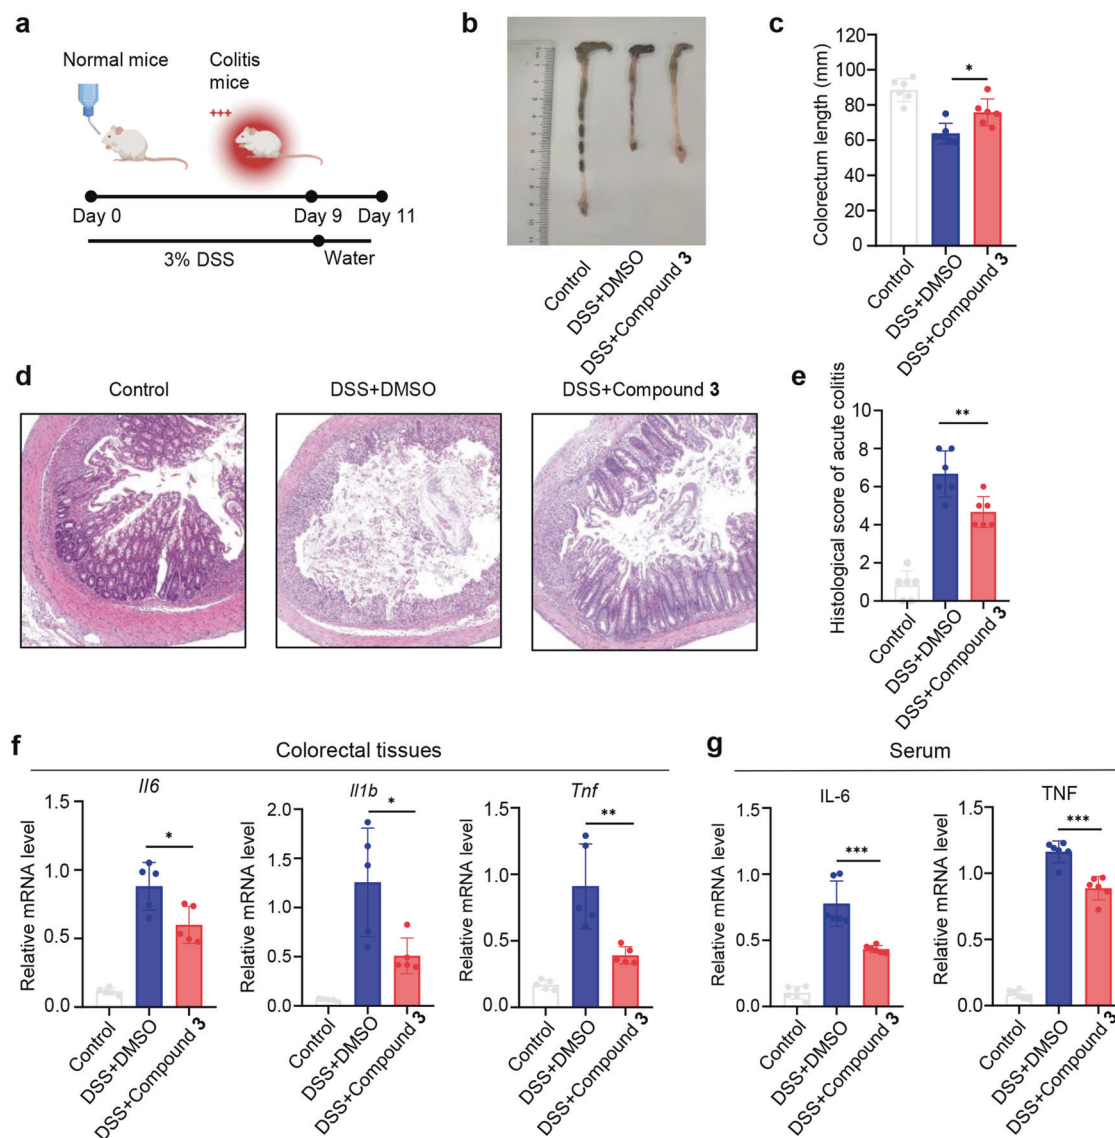 a
Normal mice
Colitis
mice
+++
Day 0
Day 9
Day 11
3% DSS
Water
b
Control
DSS+DMSO
DSS+Compound 3
c
Colorectum length (mm)
120
100
80
60
40
20
0
*
Control
DSS+DMSO
DSS+Compound 3
d
Control
DSS+DMSO
DSS+Compound 3
e
Histological score of acute colitis
10
8
6
4
2
0
**
Control
DSS+DMSO
DSS+Compound 3
f
Colorectal tissues
Il6
Relative mRNA level
1.5
1.0
0.5
0.0
*
Control
DSS+DMSO
DSS+Compound 3
Il1b
Relative mRNA level
2.0
1.5
1.0
0.5
0.0
*
Control
DSS+DMSO
DSS+Compound 3
Tnf
Relative mRNA level
1.5
1.0
0.5
0.0
**
Control
DSS+DMSO
DSS+Compound 3
g
Serum
IL-6
Relative mRNA level
1.5
1.0
0.5
0.0
***
Control
DSS+DMSO
DSS+Compound 3
TNF
Relative mRNA level
1.5
1.0
0.5
0.0
***
Control
DSS+DMSO
DSS+Compound 3